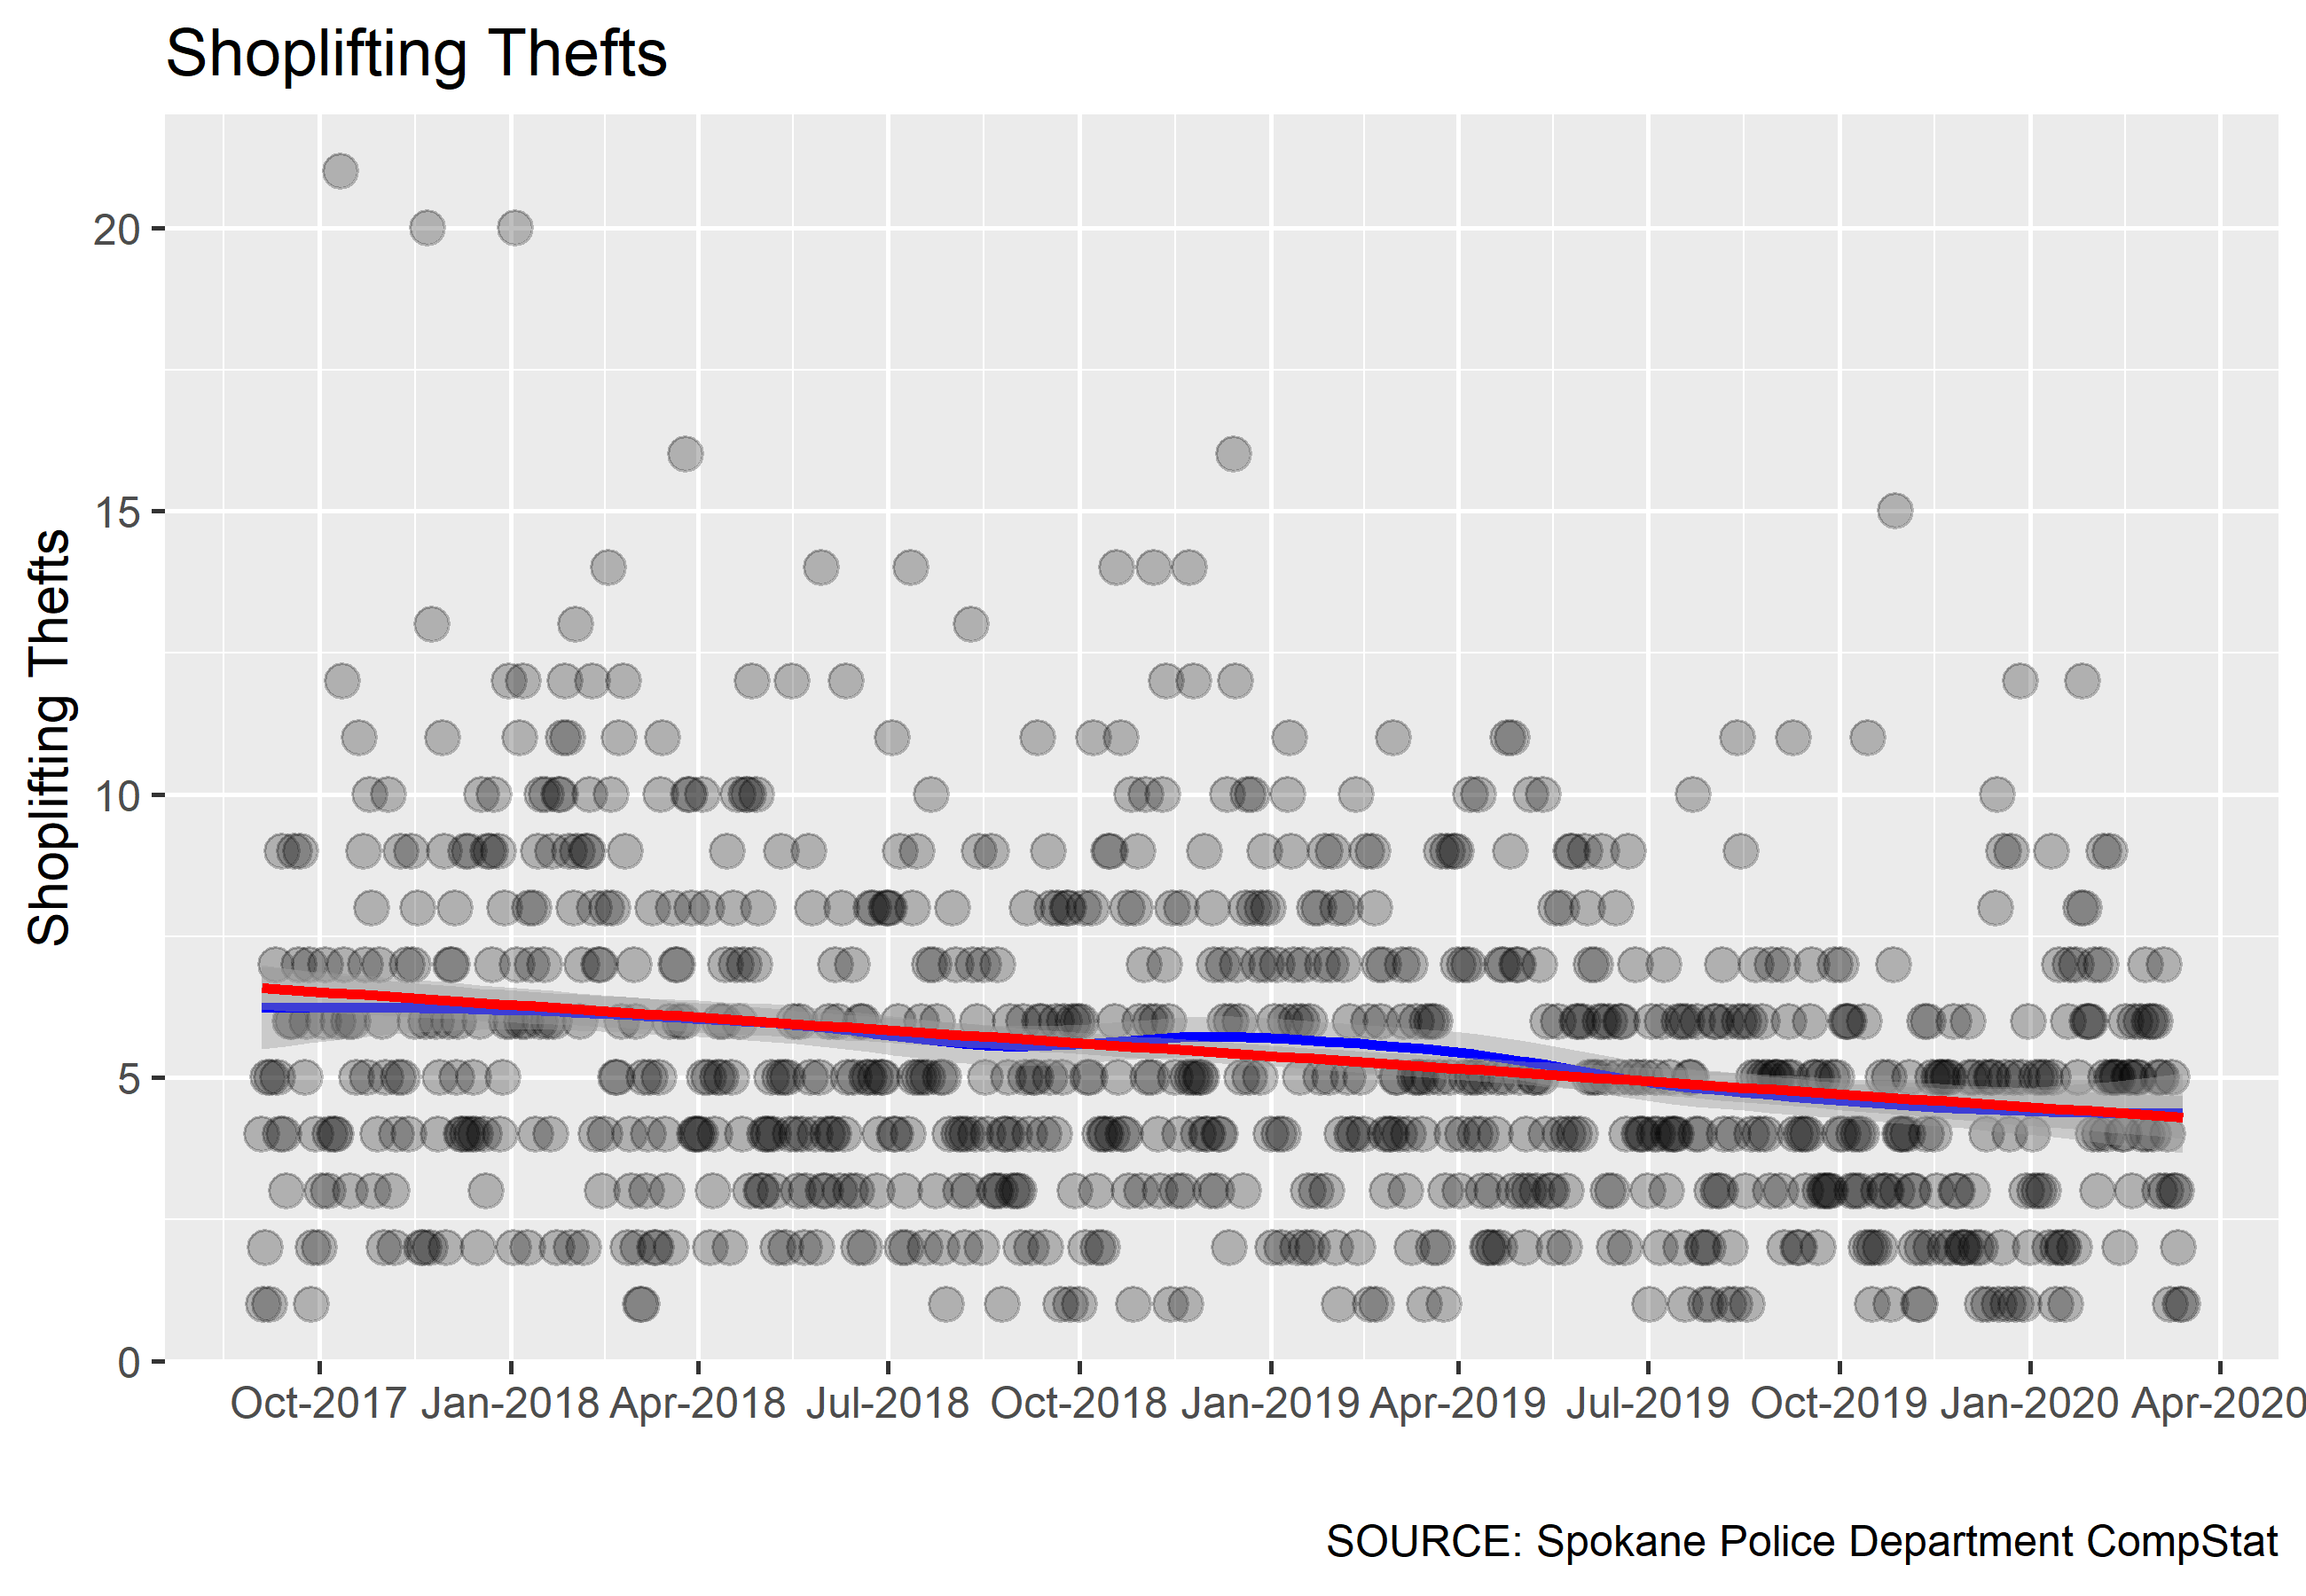 Shoplifting Thefts
Shoplifting Thefts
20
15
10
5
0
Oct-2017 Jan-2018 Apr-2018 Jul-2018 Oct-2018 Jan-2019 Apr-2019 Jul-2019 Oct-2019 Jan-2020 Apr-2020
SOURCE: Spokane Police Department CompStat